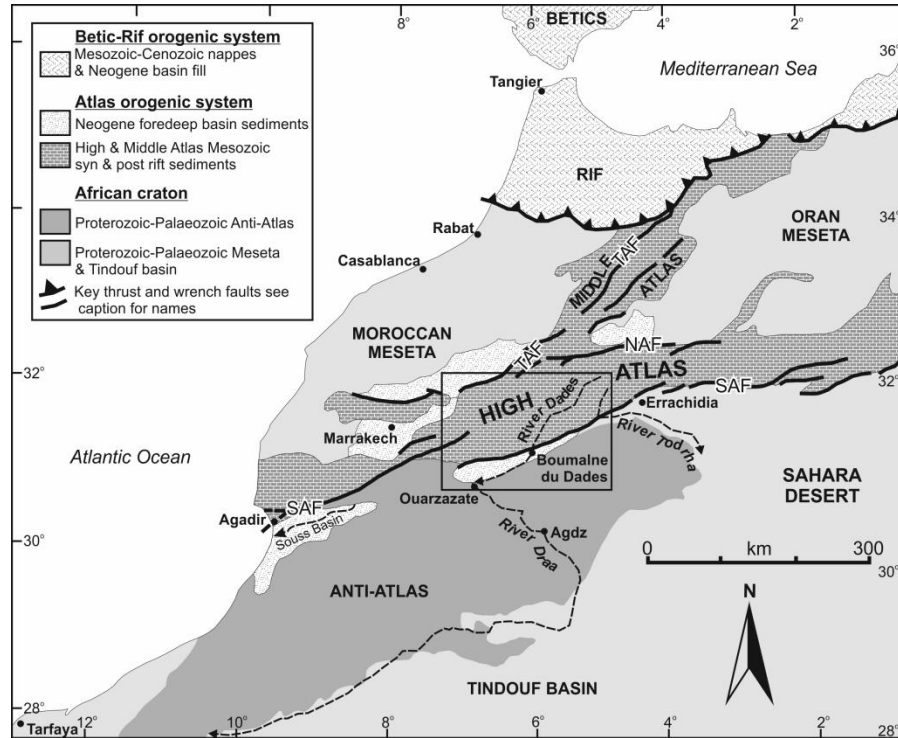 8°
6°
4°
2°
BETICS
Betic-Rif orogenic system
Mesozoic-Cenozoic nappes
& Neogene basin fill
Atlas orogenic system
Neogene foredeep basin sediments
High & Middle Atlas Mesozoic
syn & post rift sediments
African craton
Proterozoic-Palaeozoic Anti-Atlas
Proterozoic-Palaeozoic Meseta
& Tindouf basin
Key thrust and wrench faults see
caption for names
36°
Mediterranean Sea
Tangier
RIF
ORAN
MESETA
34°
Rabat
Casablanca
TAF
MIDDLE
ATLAS
MOROCCAN
MESETA
TAF
NAF
32°
ATLAS
SAF
32°
HIGH
River Dades
Errachidia
Marrakech
River Todrha
Atlantic Ocean
Boumalne
du Dades
SAHARA
DESERT
Ouarzazate
SAF
Agadir
Souss Basin
River Draa
Agdz
0 km 300
30°
30°
ANTI-ATLAS
N
TINDOUF BASIN
28°
28°
Tarfaya
12°
10°
8°
6°
4°
2°